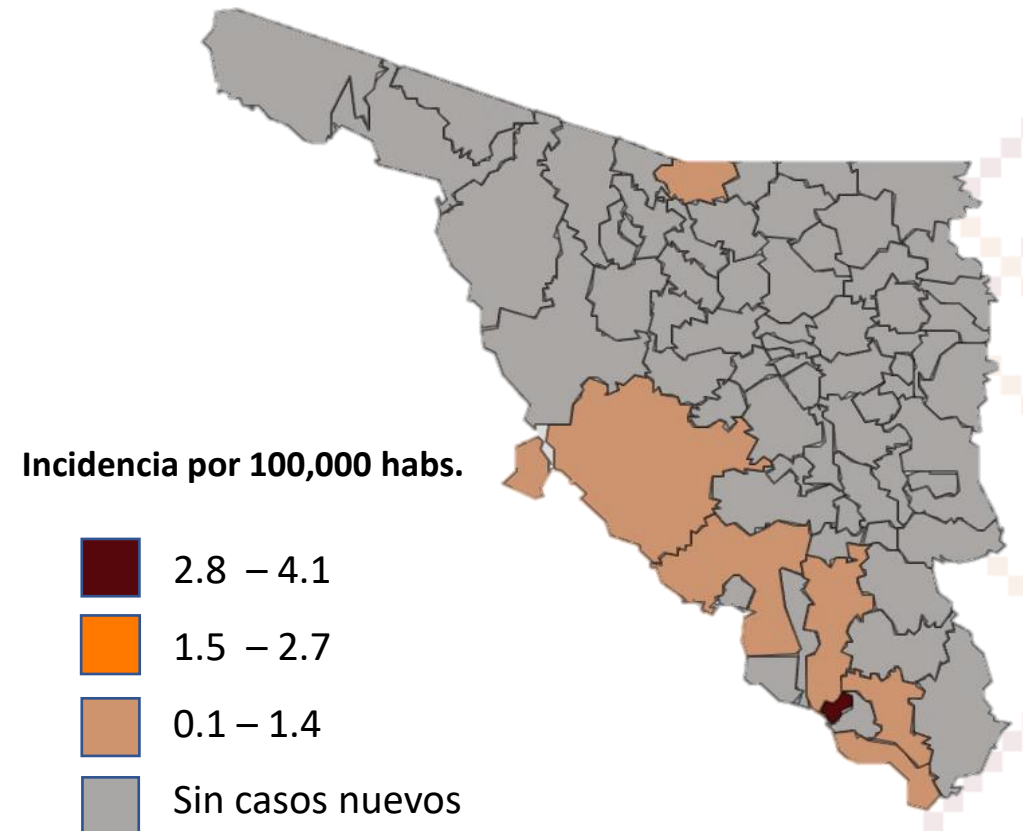 Incidencia por 100,000 habs.
2.8 – 4.1
1.5 – 2.7
0.1 – 1.4
Sin casos nuevos